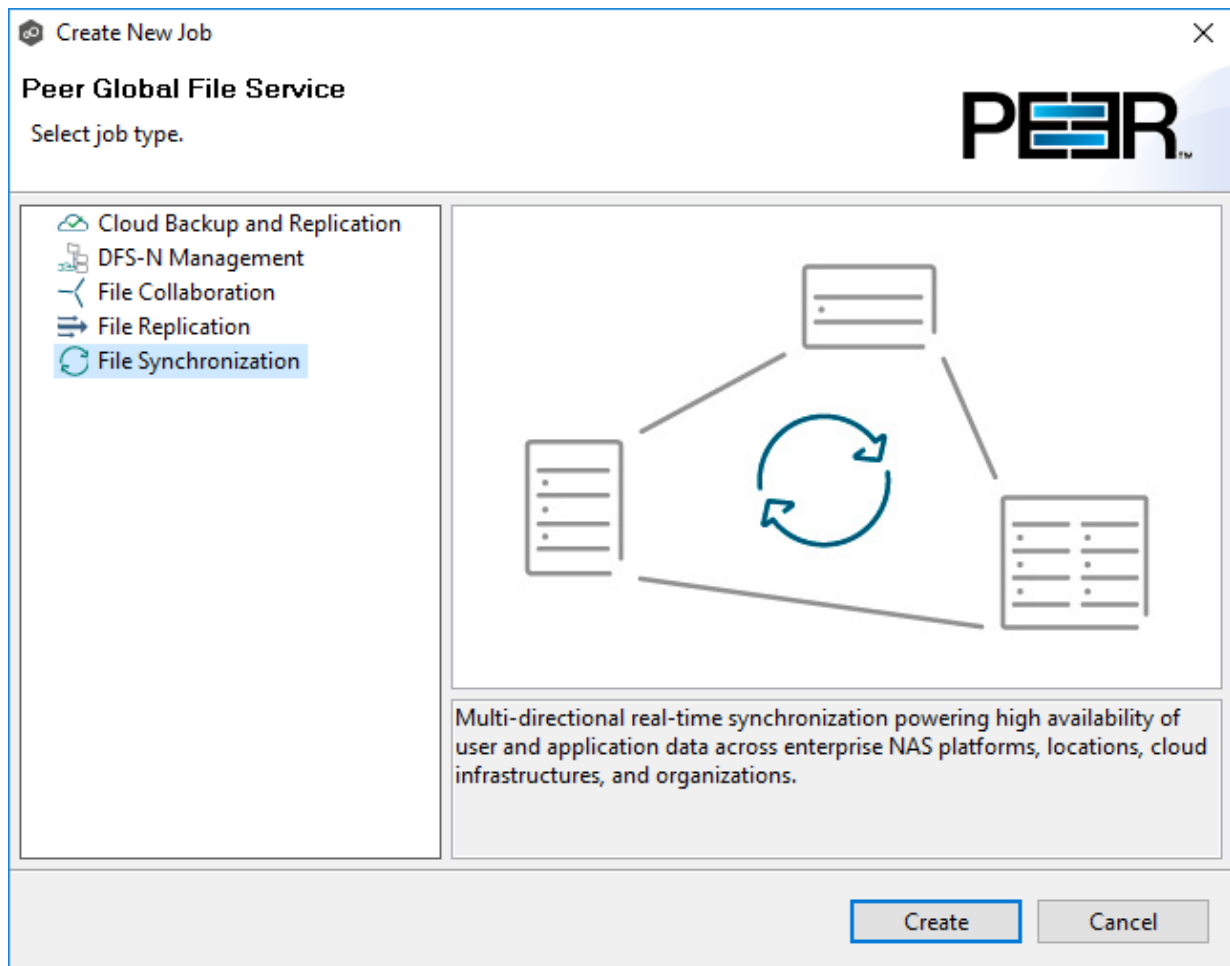 Create New Job
Peer Global File Service
Select job type.
PEER™
Cloud Backup and Replication
DFS-N Management
File Collaboration
File Replication
File Synchronization
Multi-directional real-time synchronization powering high availability of
user and application data across enterprise NAS platforms, locations, cloud
infrastructures, and organizations.
Create
Cancel